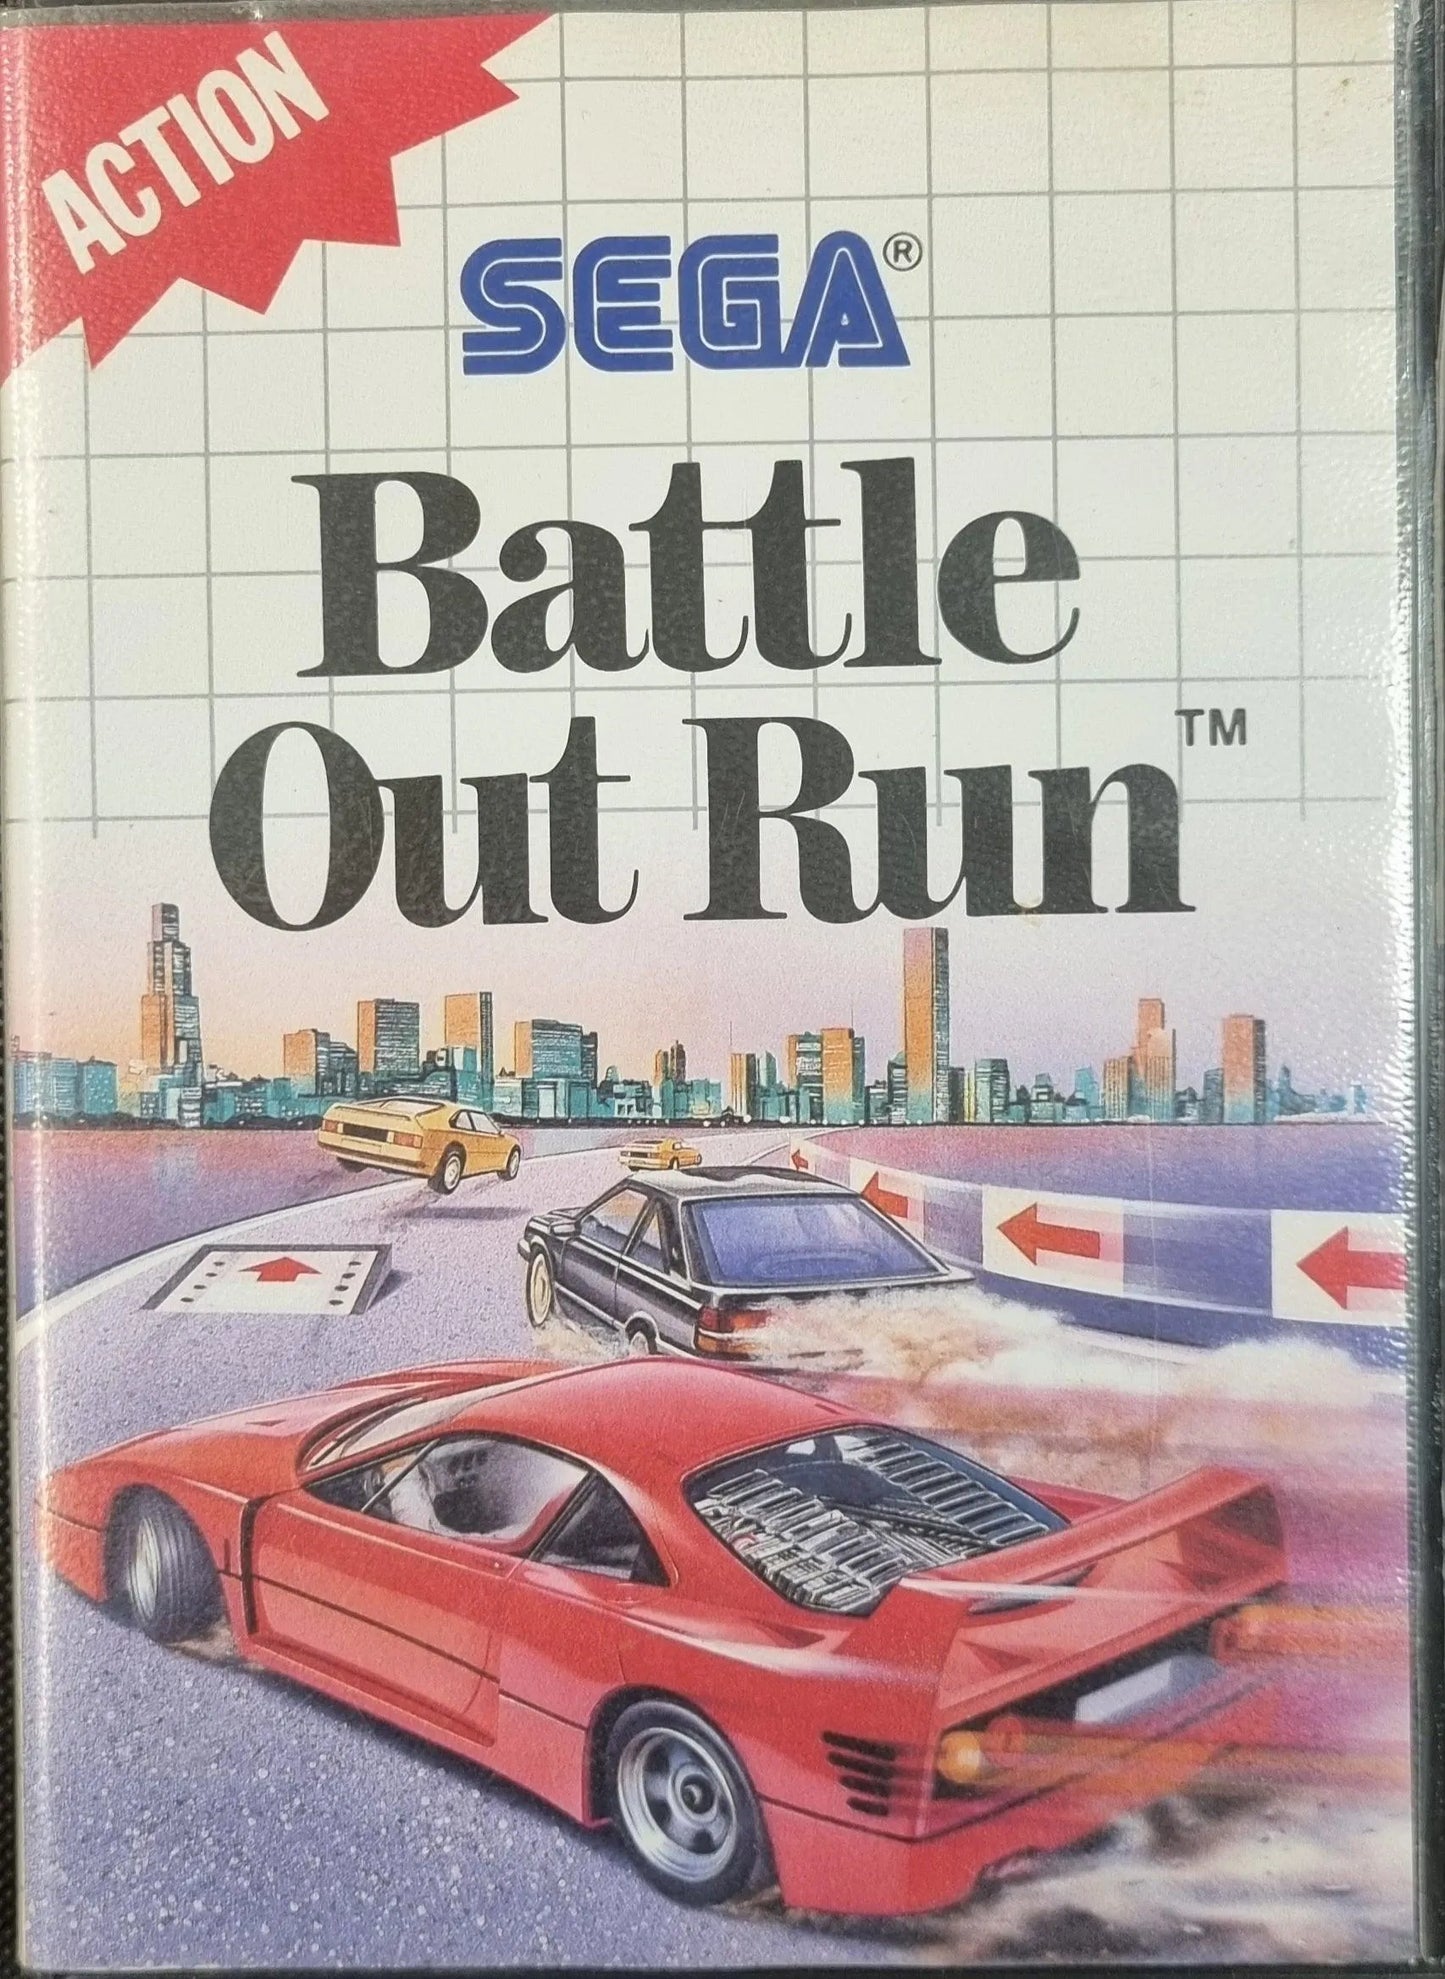 ACTION
SEGA®
Battle
Out Run™